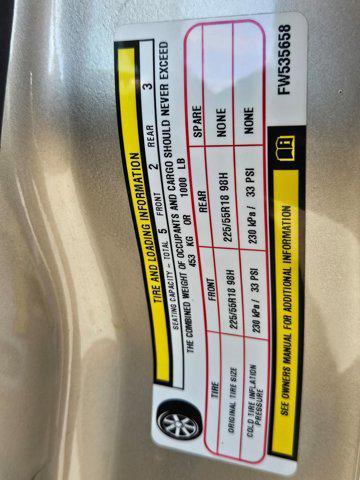 TIRE AND LOADING INFORMATION
SEATING CAPACITY - TOTAL 5 FRONT 2 REAR 3
THE COMBINED WEIGHT OF OCCUPANTS AND CARGO SHOULD NEVER EXCEED
453 KG OR 1000 LB
TIRE FRONT REAR SPARE
ORIGINAL TIRE SIZE 225/55R18 98H 225/55R18 98H NONE
COLD TIRE INFLATION PRESSURE 230 kPa / 33 PSI 230 kPa / 33 PSI NONE
SEE OWNERS MANUAL FOR ADDITIONAL INFORMATION
FW535658